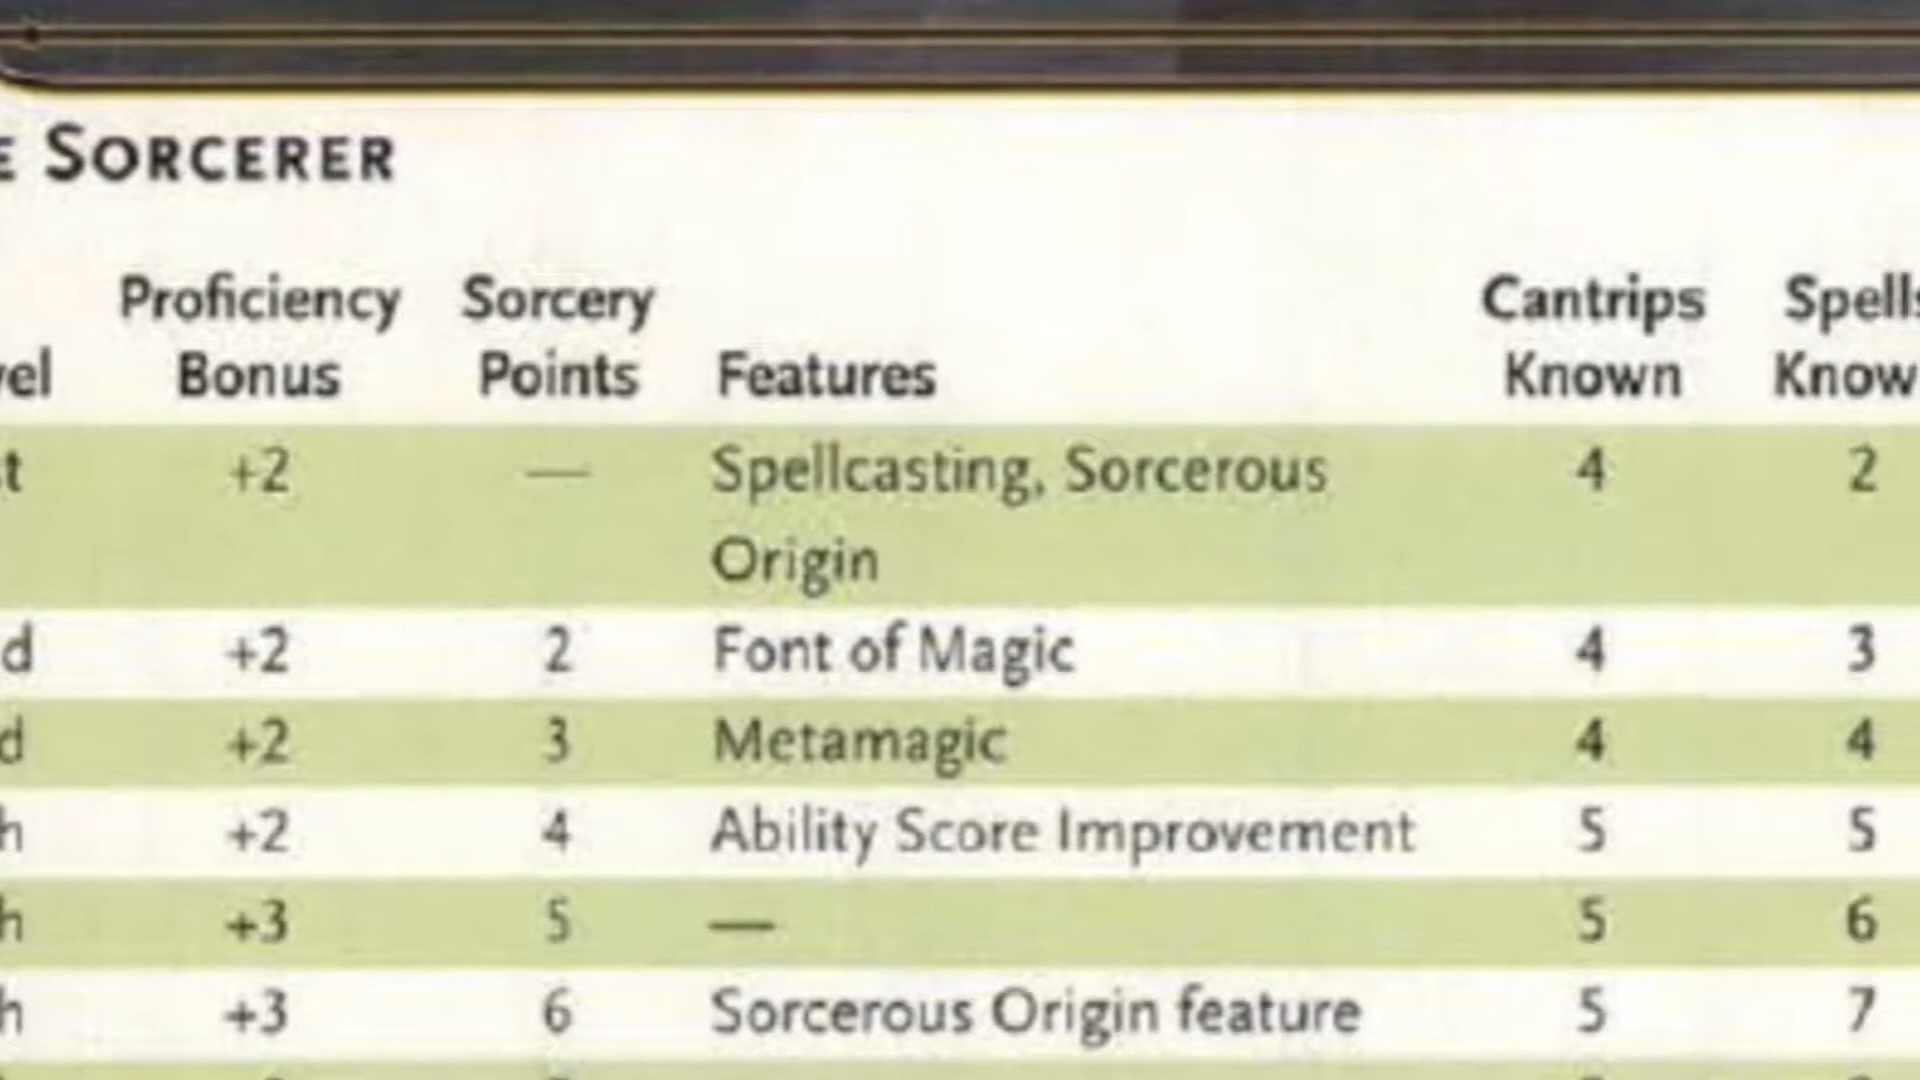 E SORCERER
Proficiency Sorcery Cantrips Spells
vel Bonus Points Features Known Know
st +2 — Spellcasting, Sorcerous 4 2
Origin
d +2 2 Font of Magic 4 3
d +2 3 Metamagic 4 4
h +2 4 Ability Score Improvement 5 5
h +3 5 — 5 6
h +3 6 Sorcerous Origin feature 5 7